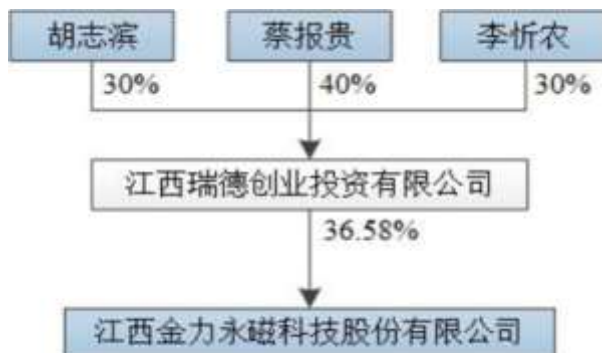 胡志滨 蔡报贵 李忻农
30% 40% 30%
江西瑞德创业投资有限公司
36.58%
江西金力永磁科技股份有限公司